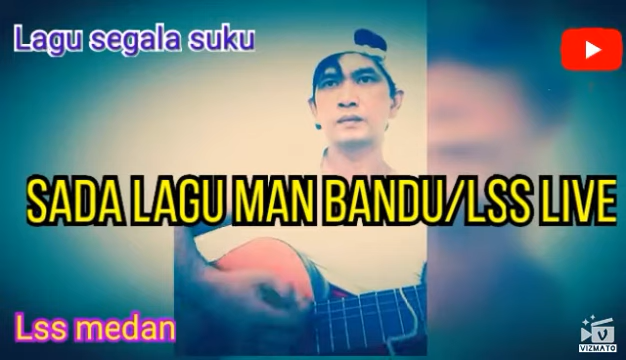 Lagu segala suku
SADA LAGU MAN BANDU/LSS LIVE
Lss medan
VIZMATO